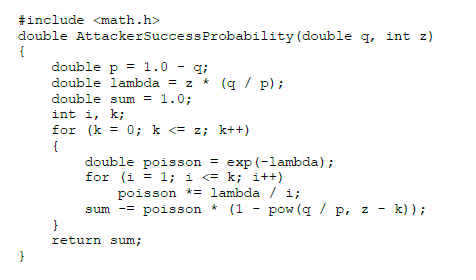 #include <math.h>
double AttackerSuccessProbability(double q, int z)
{
    double p = 1.0 - q;
    double lambda = z * (q / p);
    double sum = 1.0;
    int i, k;
    for (k = 0; k <= z; k++)
    {
        double poisson = exp(-lambda);
        for (i = 1; i <= k; i++)
            poisson *= lambda / i;
        sum -= poisson * (1 - pow(q / p, z - k));
    }
    return sum;
}